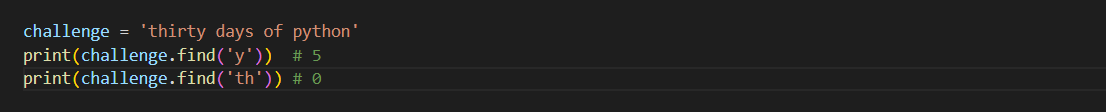 challenge = 'thirty days of python'
print(challenge.find('y'))  # 5
print(challenge.find('th')) # 0